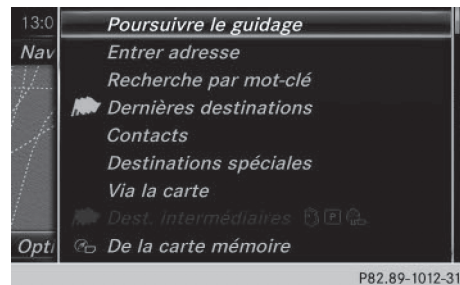 13:0
Poursuivre le guidage
Nav
Entrer adresse
Recherche par mot-clé
Dernières destinations
Contacts
Destinations spéciales
Via la carte
Dest. intermédiaires P
Opti
De la carte mémoire
P82.89-1012-31